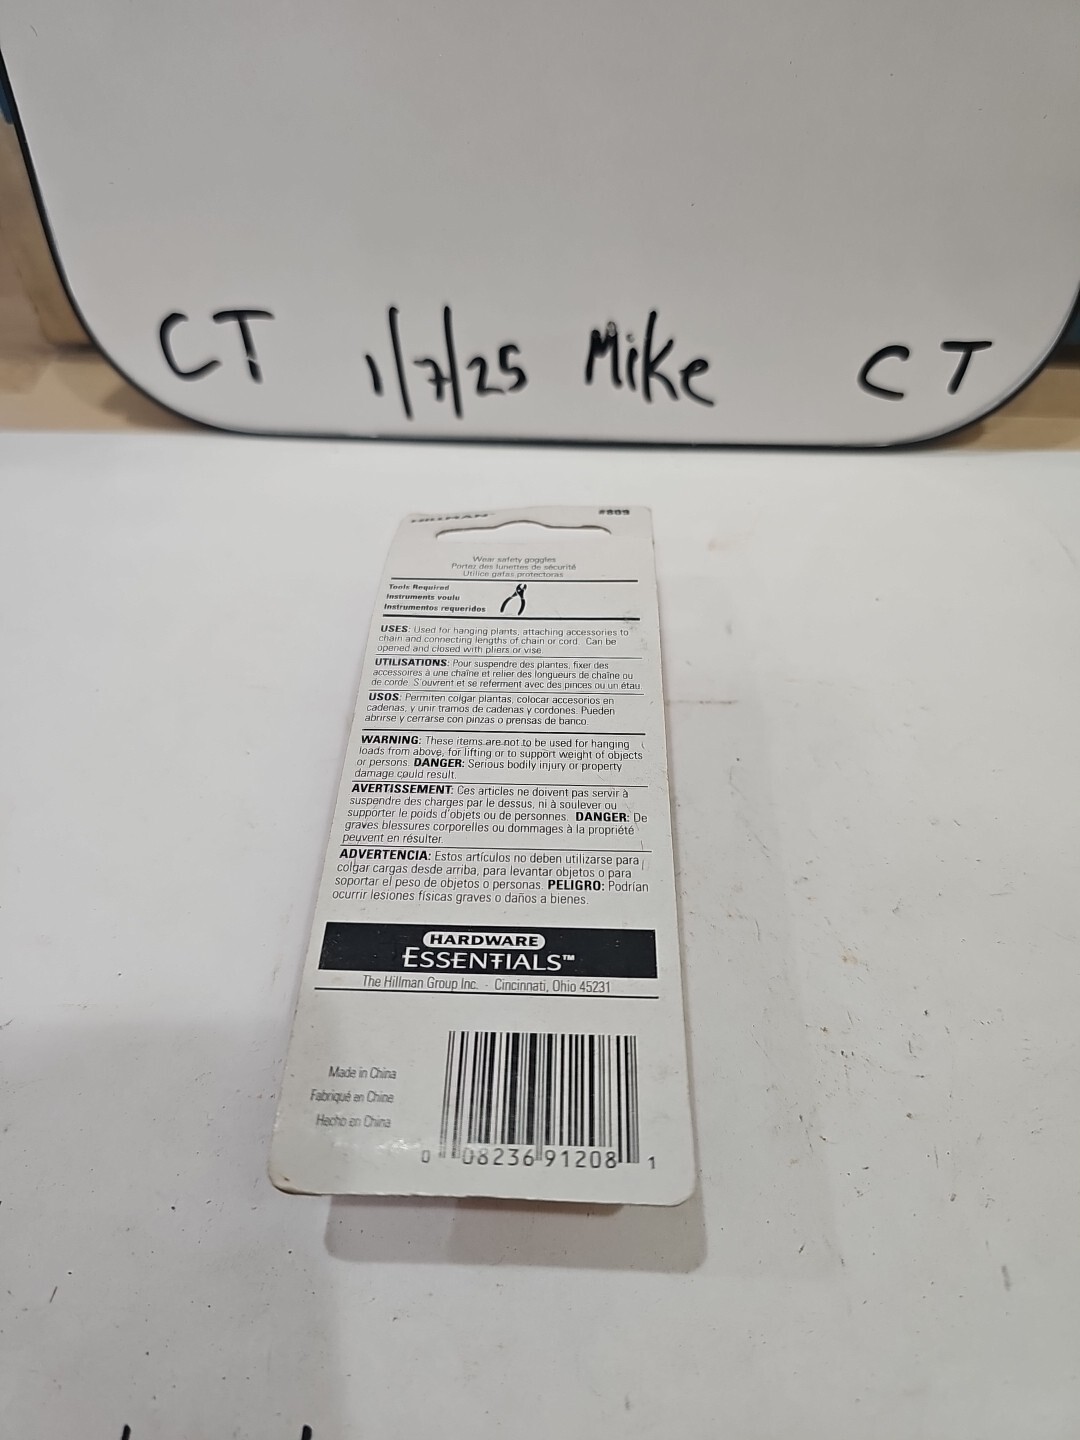 CT 1/7/25 Mike CT
HILLMAN™ #809
Wear safety goggles
Portez des lunettes de sécurité
Utilice gafas protectoras
Tools Required
Instruments voulu
Instrumentos requeridos
USES: Used for hanging plants, attaching accessories to
chain and connecting lengths of chain or cord. Can be
opened and closed with pliers or vise.
UTILISATIONS: Pour suspendre des plantes, fixer des
accessoires à une chaîne et relier des longueurs de chaîne ou
de corde. S'ouvrent et se referment avec des pinces ou un étau.
USOS: Permiten colgar plantas, colocar accesorios en
cadenas, y unir tramos de cadenas y cordones. Pueden
abrirse y cerrarse con pinzas o prensas de banco.
WARNING: These items are not to be used for hanging
loads from above, for lifting or to support weight of objects
or persons. DANGER: Serious bodily injury or property
damage could result.
AVERTISSEMENT: Ces articles ne doivent pas servir à
suspendre des charges par le dessus, ni à soulever ou
supporter le poids d'objets ou de personnes. DANGER: De
graves blessures corporelles ou dommages à la propriété
peuvent en résulter.
ADVERTENCIA: Estos artículos no deben utilizarse para
colgar cargas desde arriba, para levantar objetos o para
soportar el peso de objetos o personas. PELIGRO: Podrían
ocurrir lesiones físicas graves o daños a bienes.
HARDWARE
ESSENTIALS™
The Hillman Group Inc. - Cincinnati, Ohio 45231
Made in China
Fabriqué en Chine
Hecho en China
0 08236 91208 1